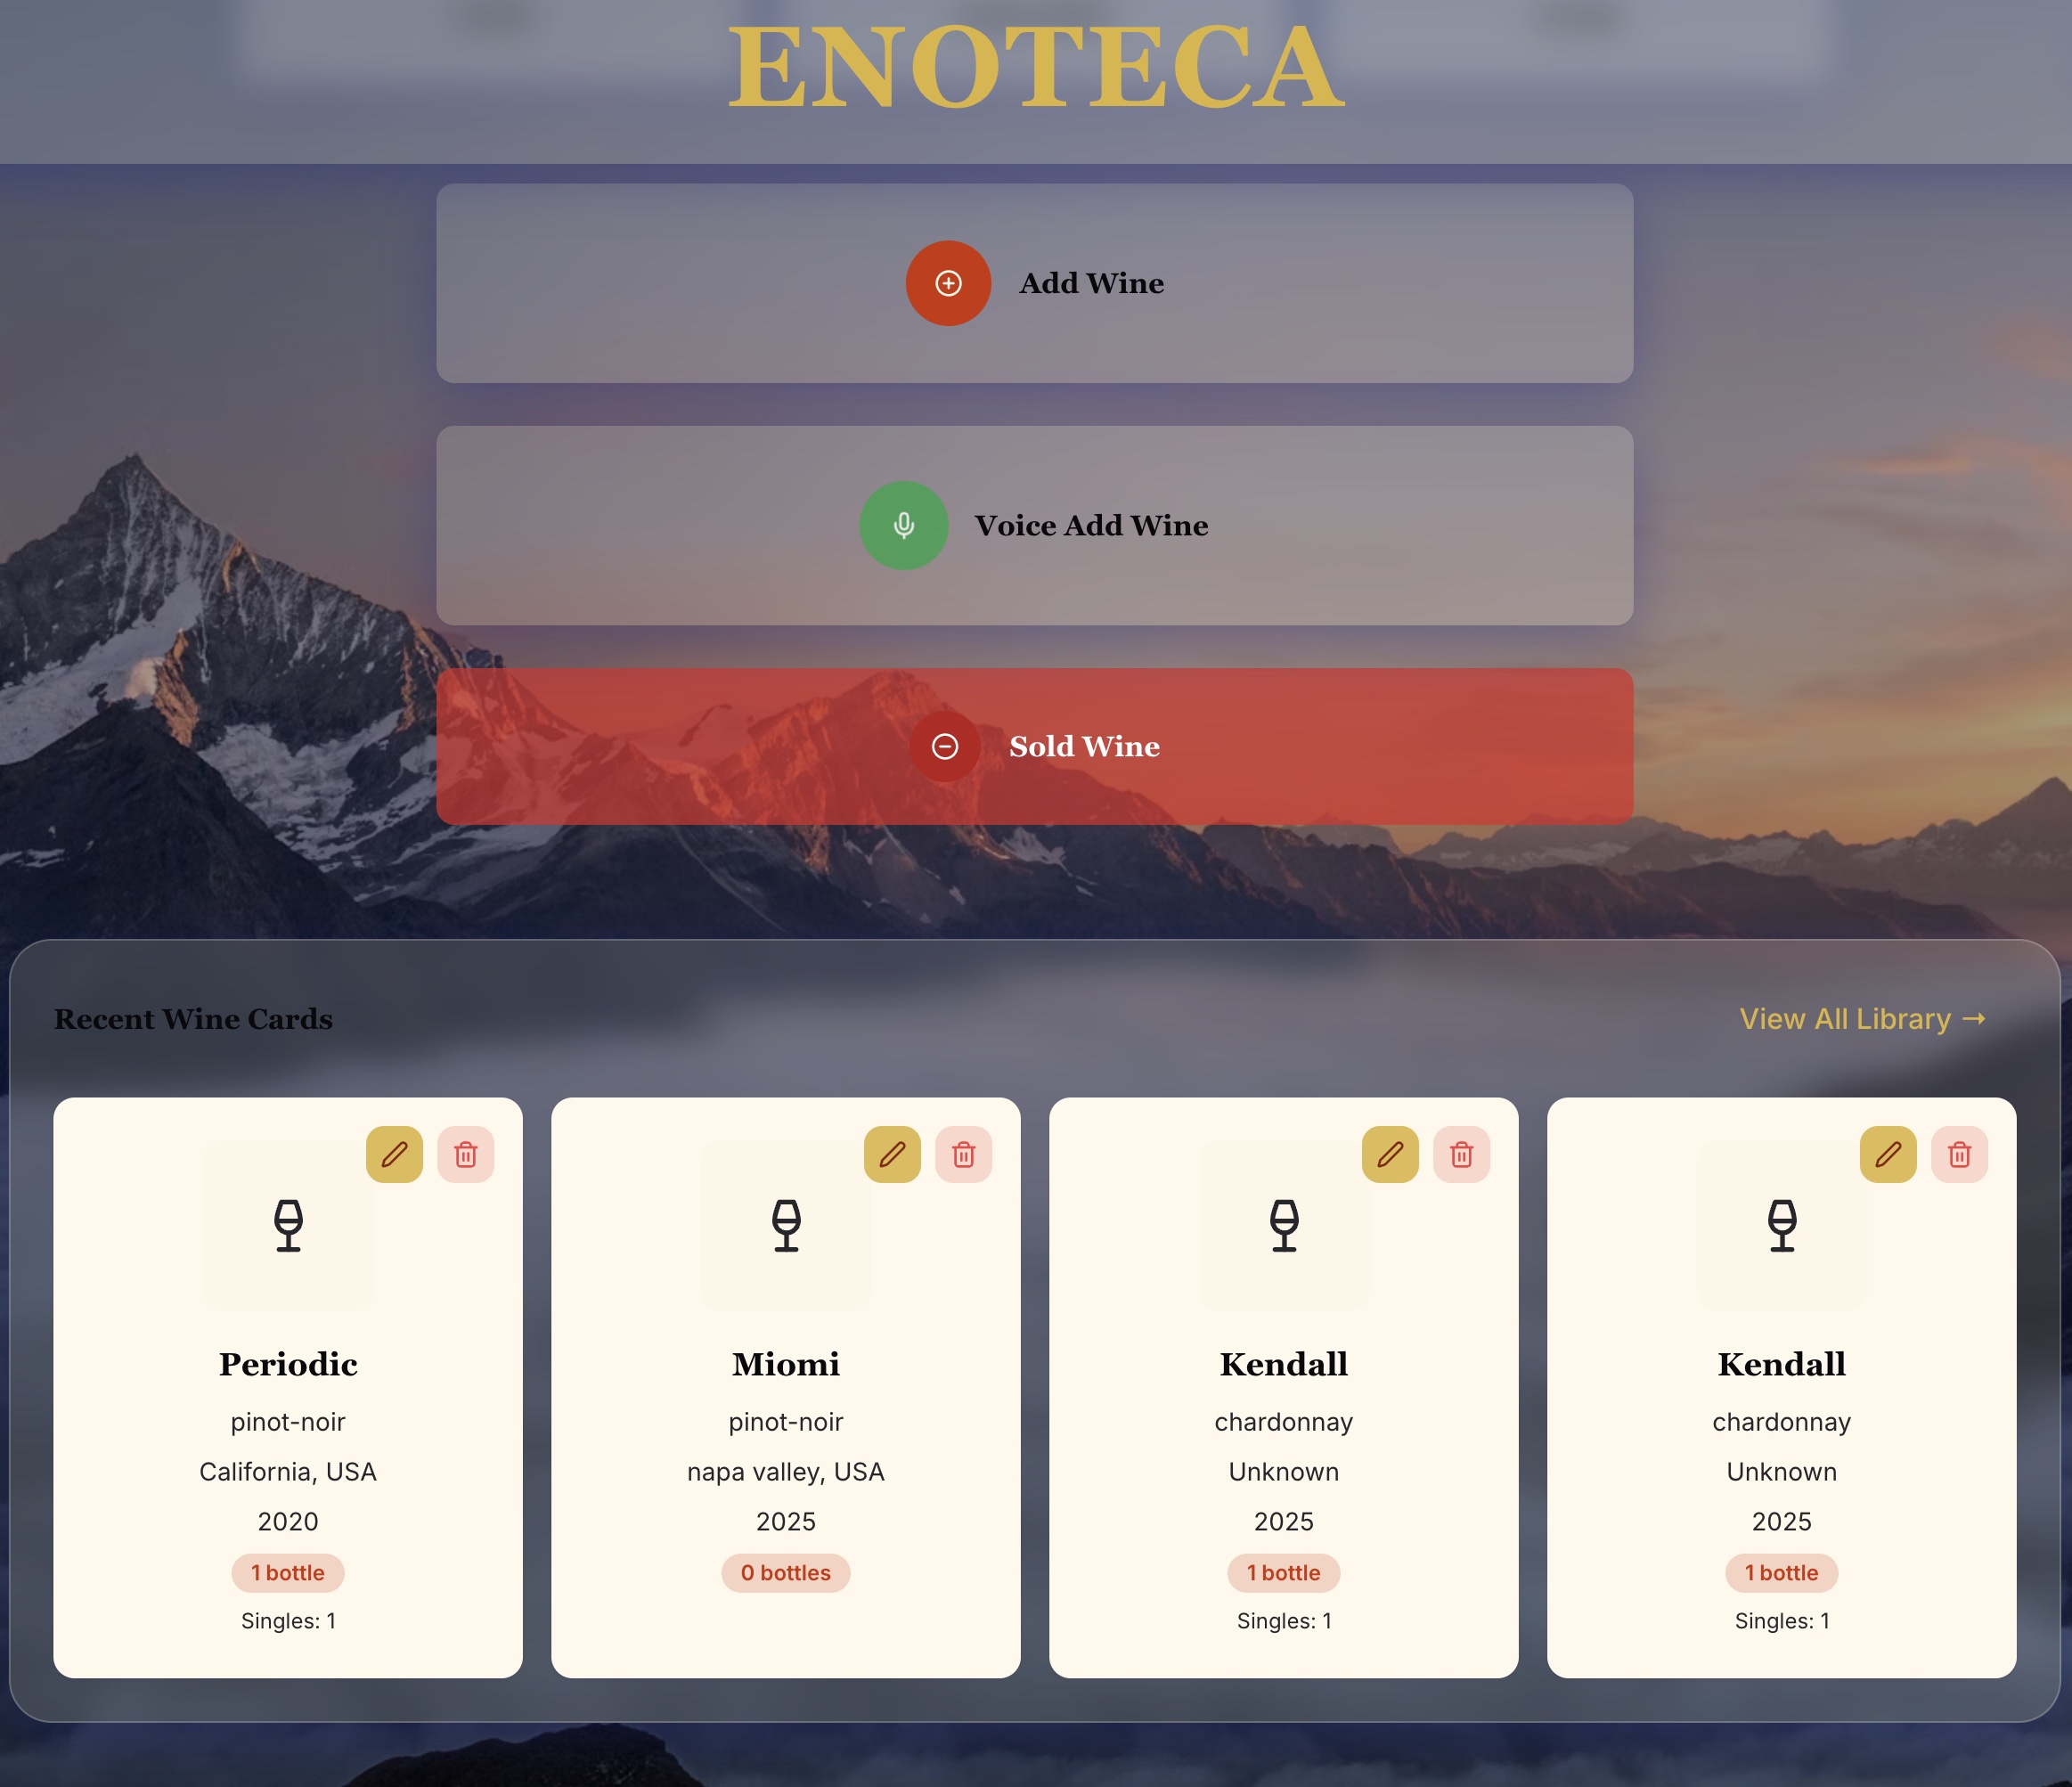 ENOTECA
Add Wine
Voice Add Wine
Sold Wine
Recent Wine Cards
View All Library →
Periodic
pinot-noir
California, USA
2020
1 bottle
Singles: 1
Miomi
pinot-noir
napa valley, USA
2025
0 bottles
Kendall
chardonnay
Unknown
2025
1 bottle
Singles: 1
Kendall
chardonnay
Unknown
2025
1 bottle
Singles: 1